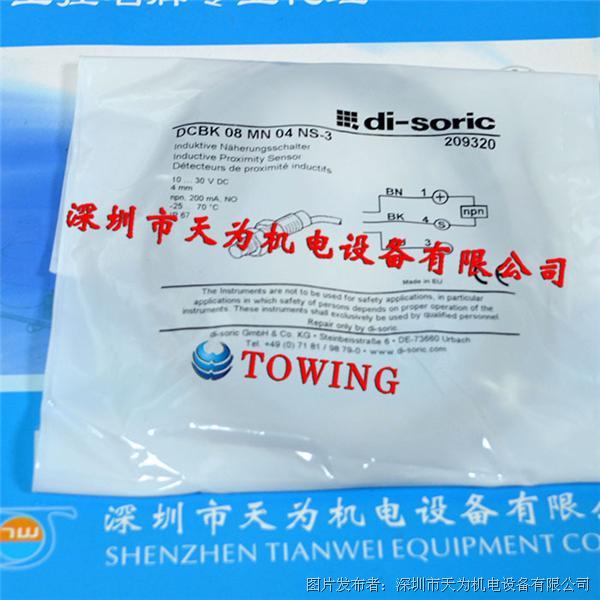 di-soric
DCBK 08 MN 04 NS-3
209320
Induktive Näherungsschalter
Inductive Proximity Sensor
Détecteurs de proximité inductifs
10 ... 30 V DC
4 mm
npn, 200 mA, NO
-25 ... 70 °C
IP 67
BN 1 +
BK 4 S
npn
3
深圳市天为机电设备有限公司
Made in EU
CE
The Instruments are not to be used for safety applications, in particular
applications in which safety of persons depends on proper operation of the
instruments. These instruments shall exclusively be used by qualified personnel
Repair only by di-soric.
di-soric GmbH & Co. KG • Steinbeisstraße 6 • DE-73660 Urbach
Tel. +49 (0) 71 81 / 98 79-0 • www.di-soric.com
TOWING
深圳市天为机电设备有限公司
SHENZHEN TIANWEI EQUIPMENT CO
图片发布者：深圳市天为机电设备有限公司